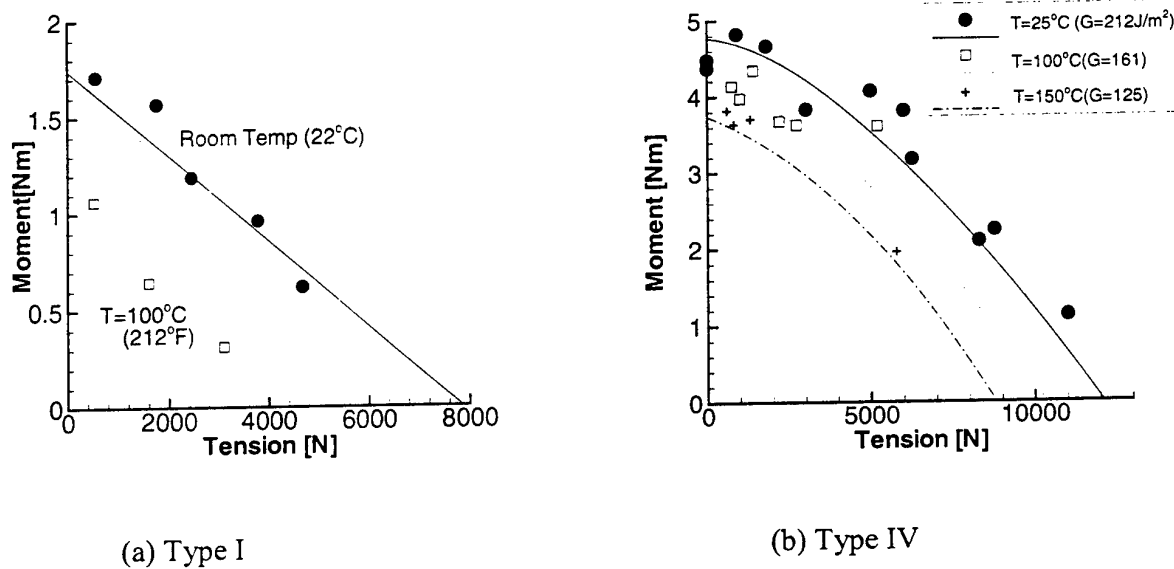 2
1.5
1
0.5
0
Moment[Nm]
Room Temp (22°C)
T=100°C
(212°F)
0 2000 4000 6000 8000
Tension [N]
(a) Type I
5
4
3
2
1
0
Moment [Nm]
T=25°C (G=212J/m²)
T=100°C(G=161)
T=150°C(G=125)
0 5000 10000
Tension [N]
(b) Type IV